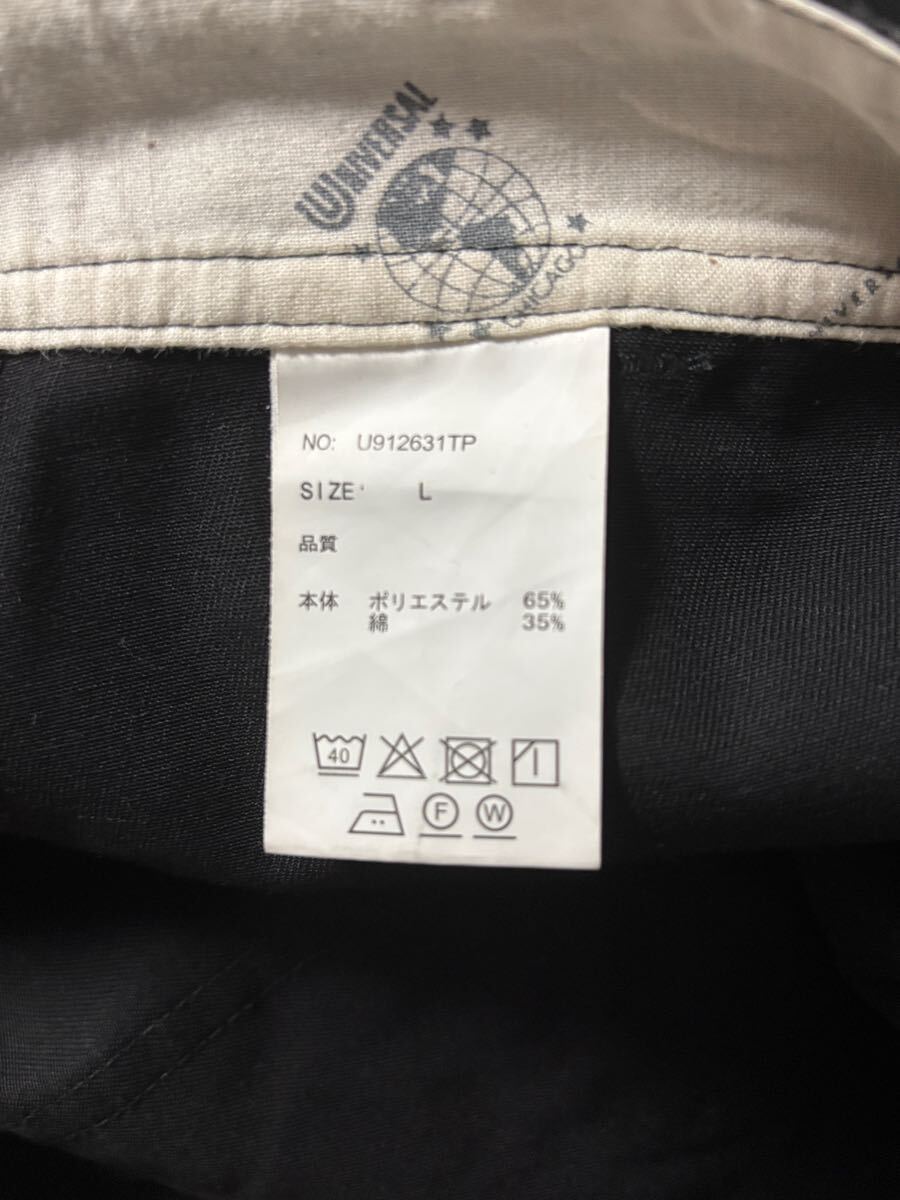 UNIVERSAL
CHICAGO
NO: U912631TP
SIZE L
品質
本体 ポリエステル 65%
綿 35%
40
F W